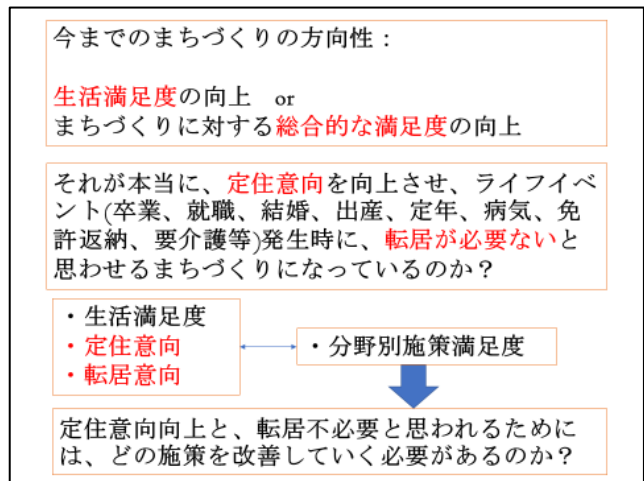 今までのまちづくりの方向性：
生活満足度の向上　or
まちづくりに対する総合的な満足度の向上
それが本当に、定住意向を向上させ、ライフイベ
ント(卒業、就職、結婚、出産、定年、病気、免
許返納、要介護等)発生時に、転居が必要ないと
思わせるまちづくりになっているのか？
・生活満足度
・定住意向
・転居意向
・分野別施策満足度
定住意向向上と、転居不必要と思われるために
は、どの施策を改善していく必要があるのか？